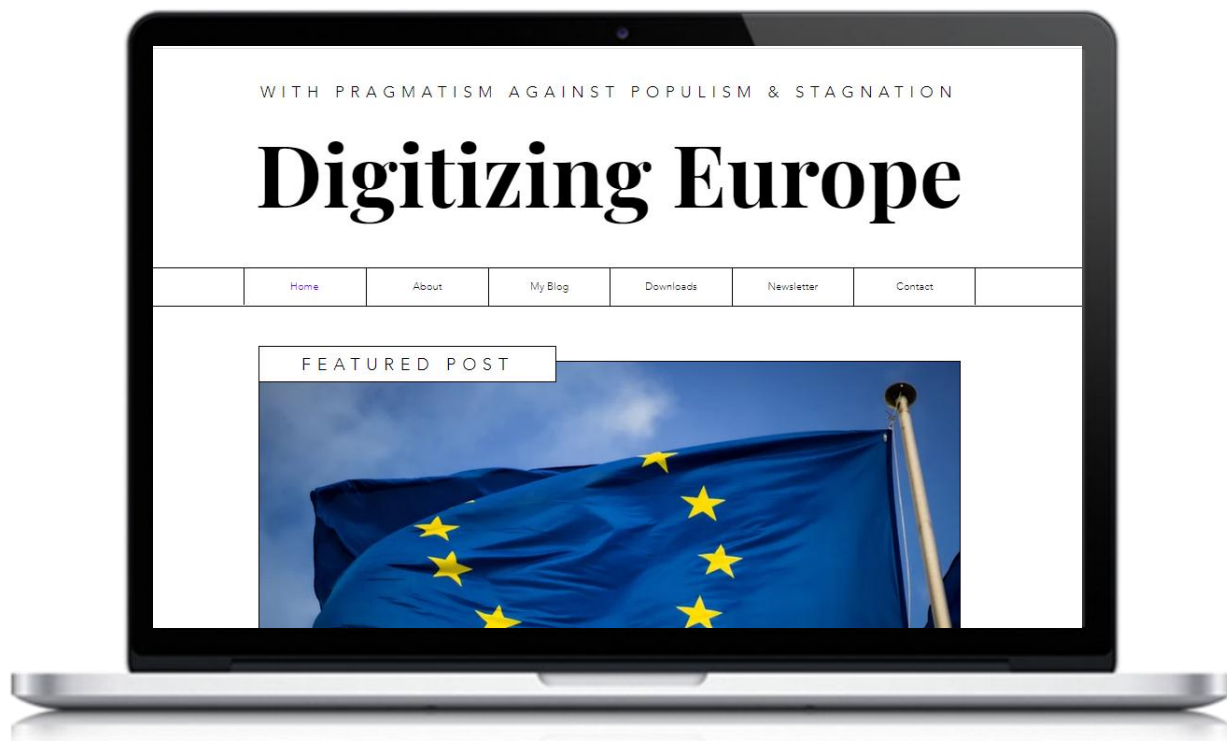 WITH PRAGMATISM AGAINST POPULISM & STAGNATION
Digitizing Europe
Home About My Blog Downloads Newsletter Contact
FEATURED POST